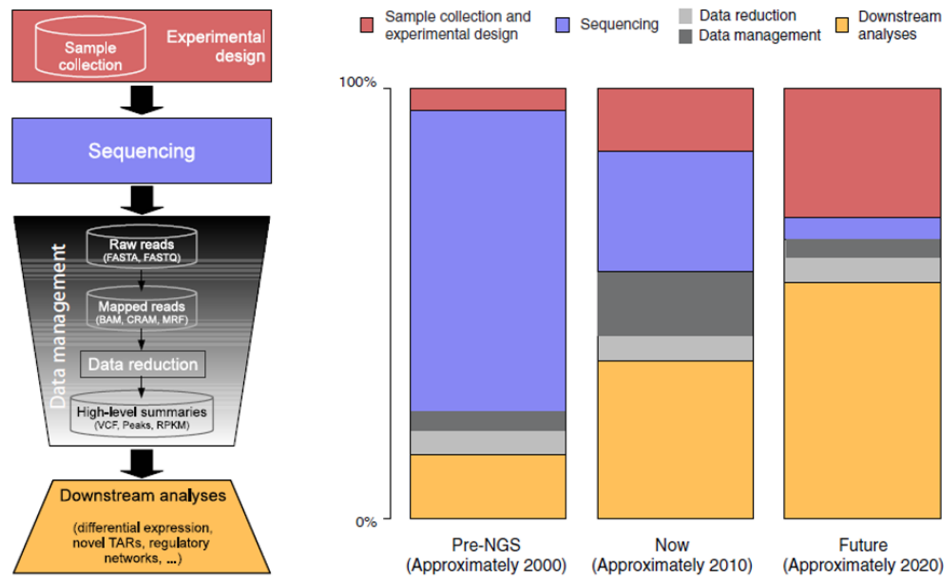 Sample
collection
Experimental
design
Sequencing
Data management
Raw reads
(FASTA, FASTQ)
Mapped reads
(BAM, CRAM, MRF)
Data reduction
High-level summaries
(VCF, Peaks, RPKM)
Downstream analyses
(differential expression,
novel TARs, regulatory
networks, ...)
Sample collection and
experimental design
Sequencing
Data reduction
Data management
Downstream
analyses
100%
0%
Pre-NGS
(Approximately 2000)
Now
(Approximately 2010)
Future
(Approximately 2020)